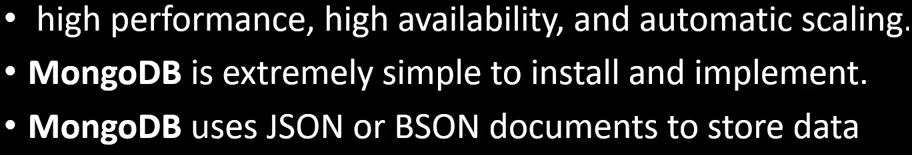 • high performance, high availability, and automatic scaling.
• MongoDB is extremely simple to install and implement.
• MongoDB uses JSON or BSON documents to store data